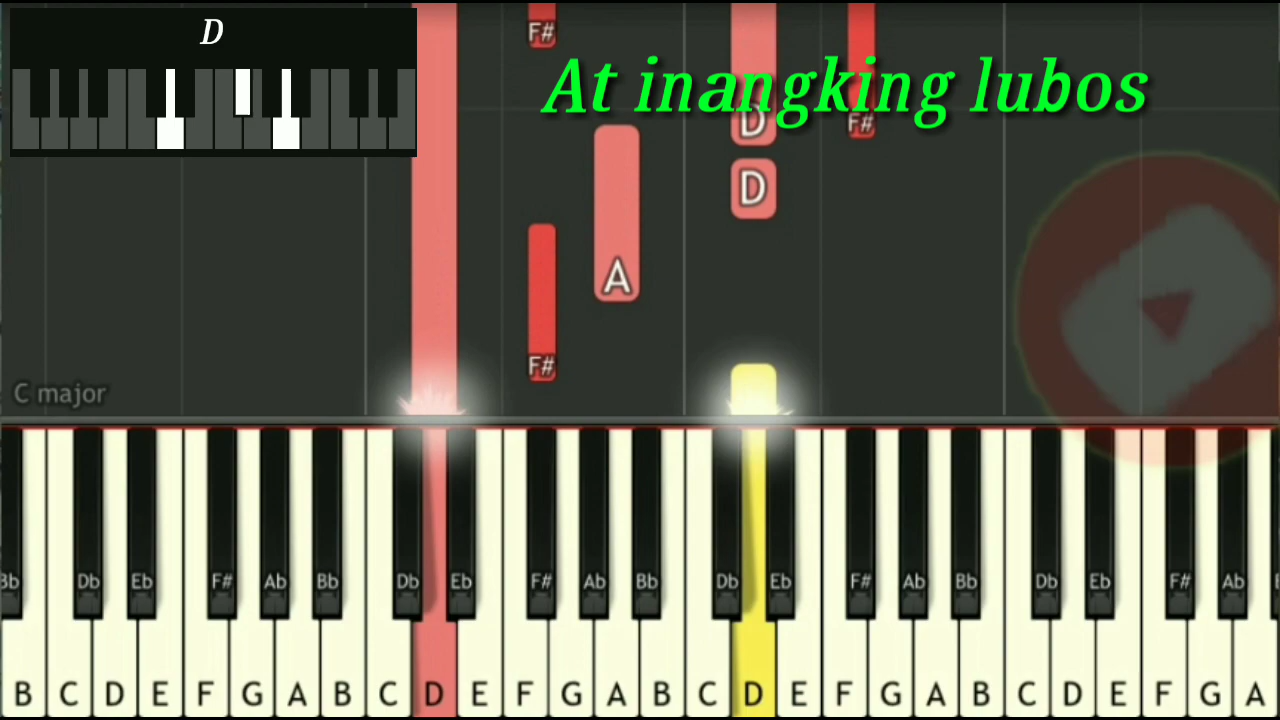 D
F#
At inangking lubos
D
F#
D
A
F#
C major
Bb Db Eb F# Ab Bb Db Eb F# Ab Bb Db Eb F# Ab Bb Db Eb F# Ab
B C D E F G A B C D E F G A B C D E F G A B C D E F G A